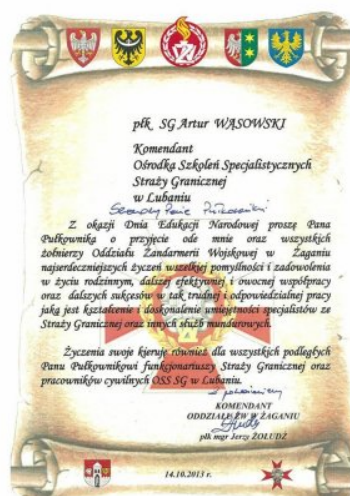 płk SG Artur WĄSOWSKI
Komendant
Ośrodka Szkoleń Specjalistycznych
Straży Granicznej
w Lubaniu
Szanowny Panie Pułkowniku
Z okazji Dnia Edukacji Narodowej proszę Pana
Pułkownika o przyjęcie ode mnie oraz wszystkich
żołnierzy Oddziału Żandarmerii Wojskowej w Żaganiu
najserdeczniejszych życzeń wszelkiej pomyślności i zadowolenia
w życiu rodzinnym, dalszej efektywnej i owocnej współpracy
oraz dalszych sukcesów w tak trudnej i odpowiedzialnej pracy
jaką jest kształcenie i doskonalenie umiejętności specjalistów ze
Straży Granicznej oraz innych służb mundurowych.
Życzenia swoje kieruję również dla wszystkich podległych
Panu Pułkownikowi funkcjonariuszy Straży Granicznej oraz
pracowników cywilnych OSS SG w Lubaniu.
KOMENDANT
ODDZIAŁU ŻW W ŻAGANIU
płk mgr Jerzy ŻOŁUDŹ
14.10.2013 r.